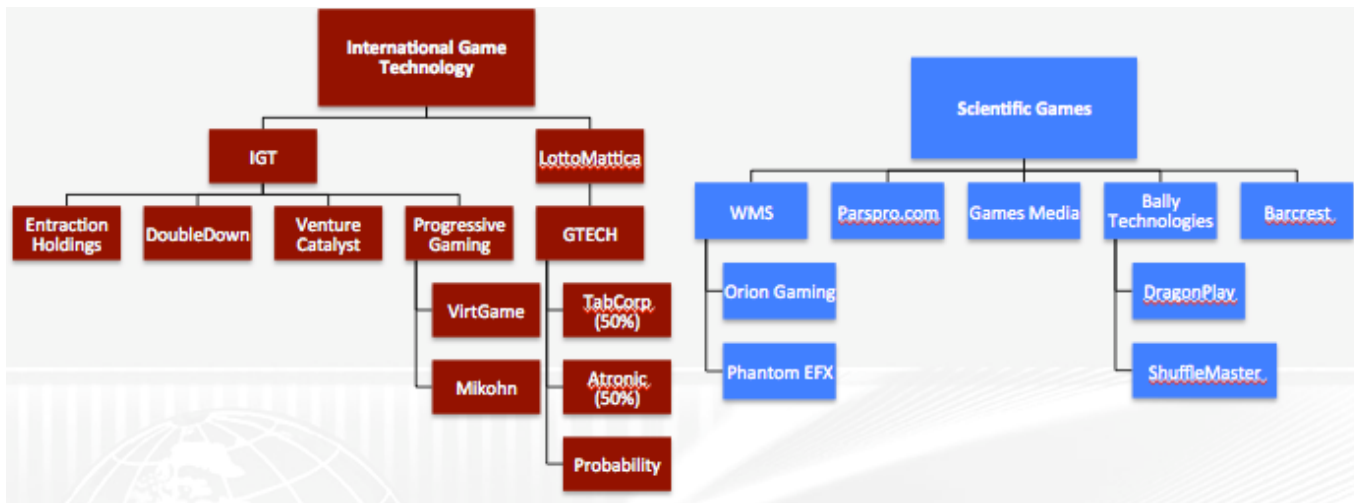 International Game
Technology
IGT
LottoMattica
Entraction
Holdings
DoubleDown
Venture
Catalyst
Progressive
Gaming
GTECH
VirtGame
Mikohn
TabCorp
(50%)
Atronic
(50%)
Probability
Scientific Games
WMS
Parspro.com
Games Media
Bally
Technologies
Barcrest
Orion Gaming
Phantom EFX
DragonPlay
ShuffleMaster